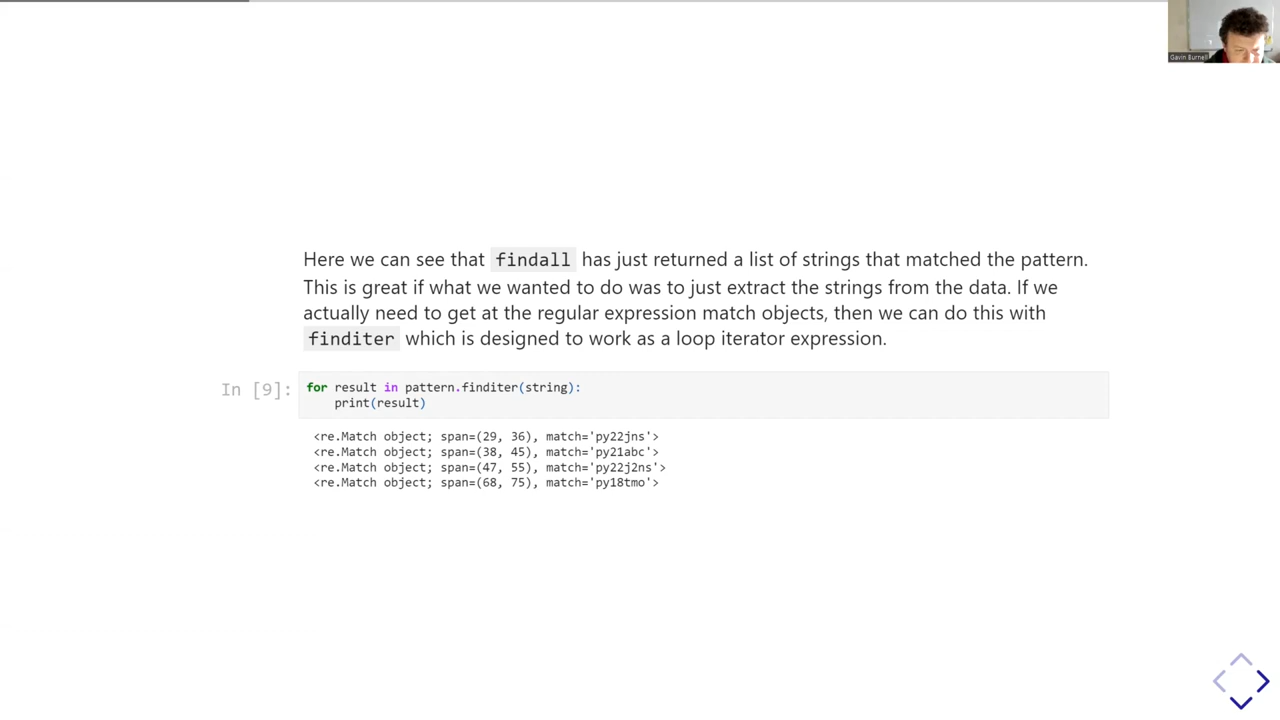 Gavin Burnell
Here we can see that findall has just returned a list of strings that matched the pattern.
This is great if what we wanted to do was to just extract the strings from the data. If we
actually need to get at the regular expression match objects, then we can do this with
finditer which is designed to work as a loop iterator expression.
In [9]:
for result in pattern.finditer(string):
    print(result)
<re.Match object; span=(29, 36), match='py22jns'>
<re.Match object; span=(38, 45), match='py21abc'>
<re.Match object; span=(47, 55), match='py22j2ns'>
<re.Match object; span=(68, 75), match='py18tmo'>